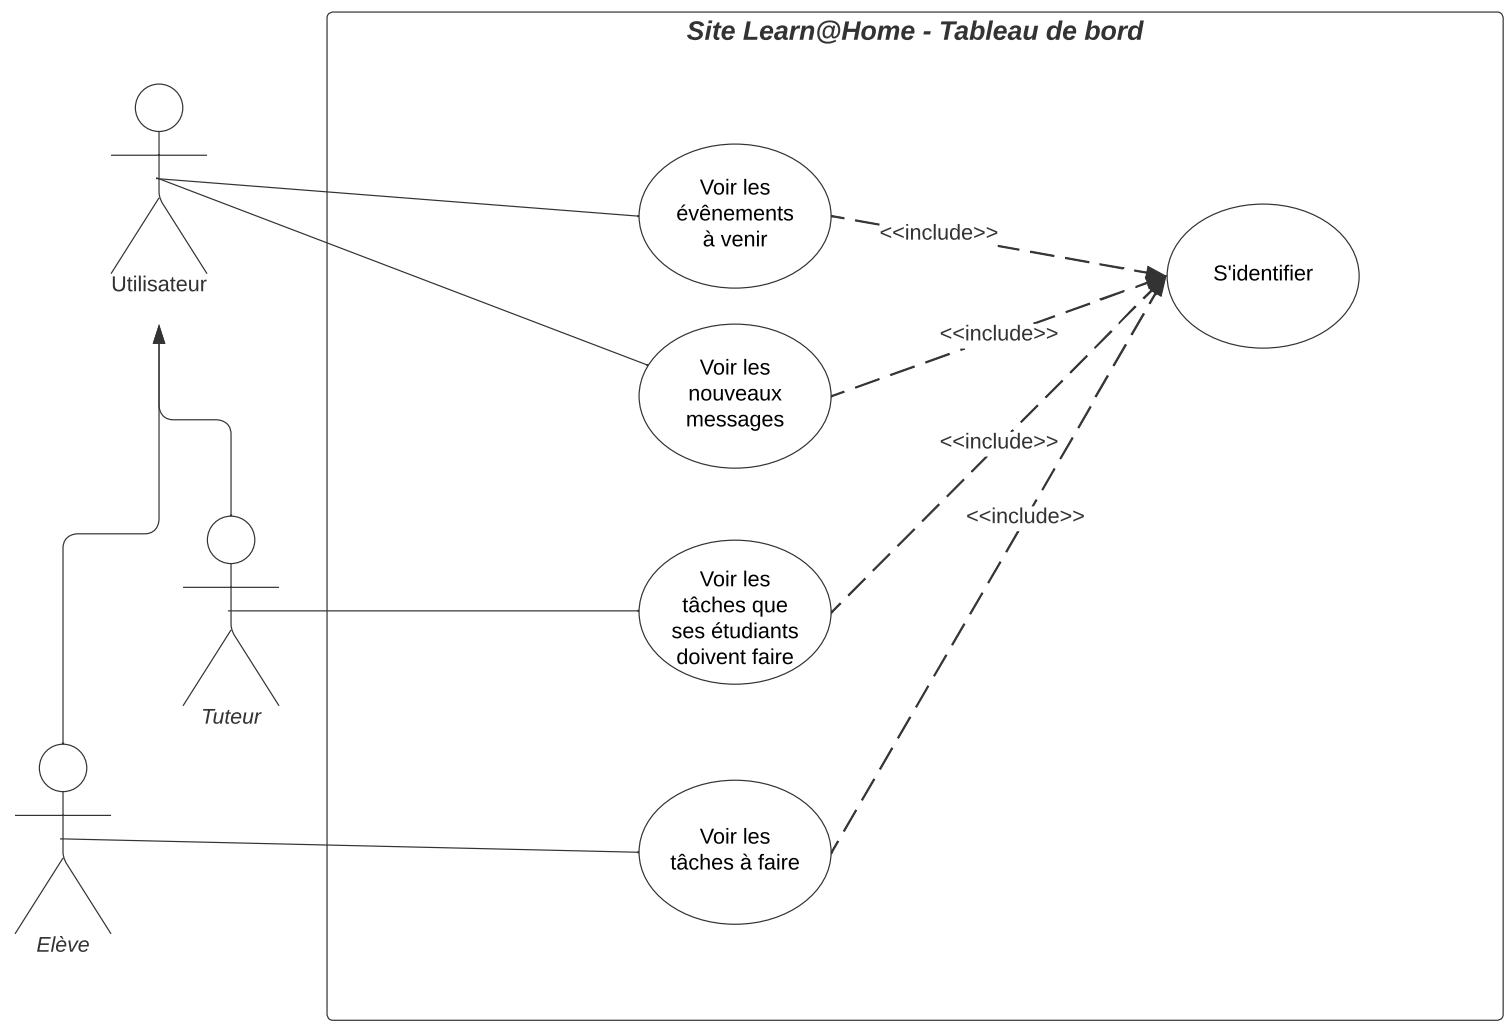 Site Learn@Home - Tableau de bord
Utilisateur
Voir les
évênements
à venir
<<include>>
S'identifier
Voir les
nouveaux
messages
<<include>>
<<include>>
<<include>>
Voir les
tâches que
ses étudiants
doivent faire
Tuteur
Voir les
tâches à faire
Elève